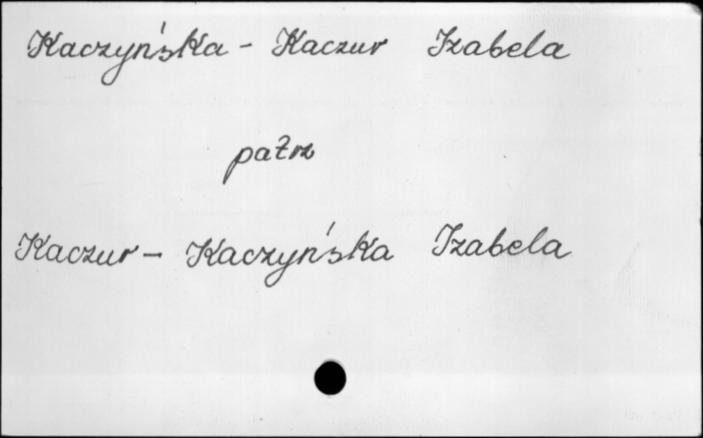 Kaczyńska - Kaczur Izabela
patrz
Kaczur - Kaczyńska Izabela